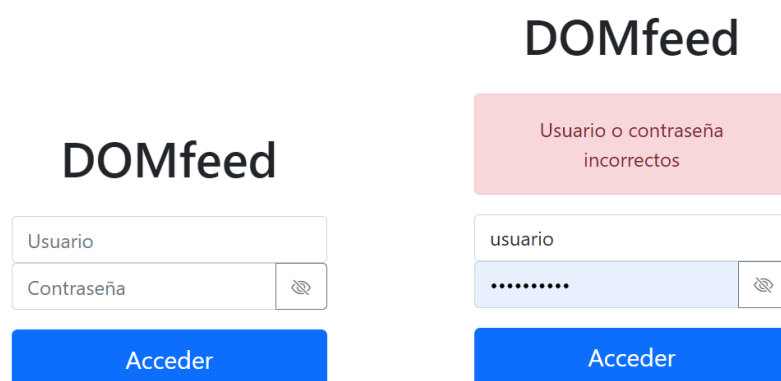 DOMfeed
Usuario
Contraseña
Acceder
DOMfeed
Usuario o contraseña
incorrectos
usuario
••••••••••
Acceder